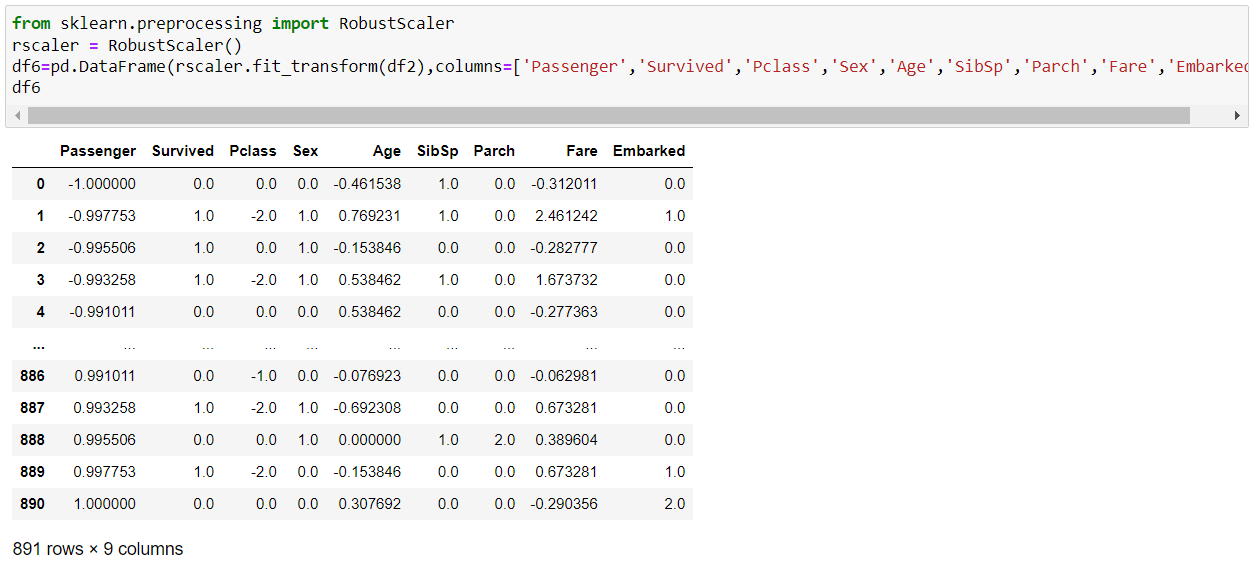 from sklearn.preprocessing import RobustScaler
rscaler = RobustScaler()
df6=pd.DataFrame(rscaler.fit_transform(df2),columns=['Passenger','Survived','Pclass','Sex','Age','SibSp','Parch','Fare','Embarked
df6
Passenger Survived Pclass Sex Age SibSp Parch Fare Embarked
0 -1.000000 0.0 0.0 0.0 -0.461538 1.0 0.0 -0.312011 0.0
1 -0.997753 1.0 -2.0 1.0 0.769231 1.0 0.0 2.461242 1.0
2 -0.995506 1.0 0.0 1.0 -0.153846 0.0 0.0 -0.282777 0.0
3 -0.993258 1.0 -2.0 1.0 0.538462 1.0 0.0 1.673732 0.0
4 -0.991011 0.0 0.0 0.0 0.538462 0.0 0.0 -0.277363 0.0
... ... ... ... ... ... ... ... ... ...
886 0.991011 0.0 -1.0 0.0 -0.076923 0.0 0.0 -0.062981 0.0
887 0.993258 1.0 -2.0 1.0 -0.692308 0.0 0.0 0.673281 0.0
888 0.995506 0.0 0.0 1.0 0.000000 1.0 2.0 0.389604 0.0
889 0.997753 1.0 -2.0 0.0 -0.153846 0.0 0.0 0.673281 1.0
890 1.000000 0.0 0.0 0.0 0.307692 0.0 0.0 -0.290356 2.0
891 rows × 9 columns